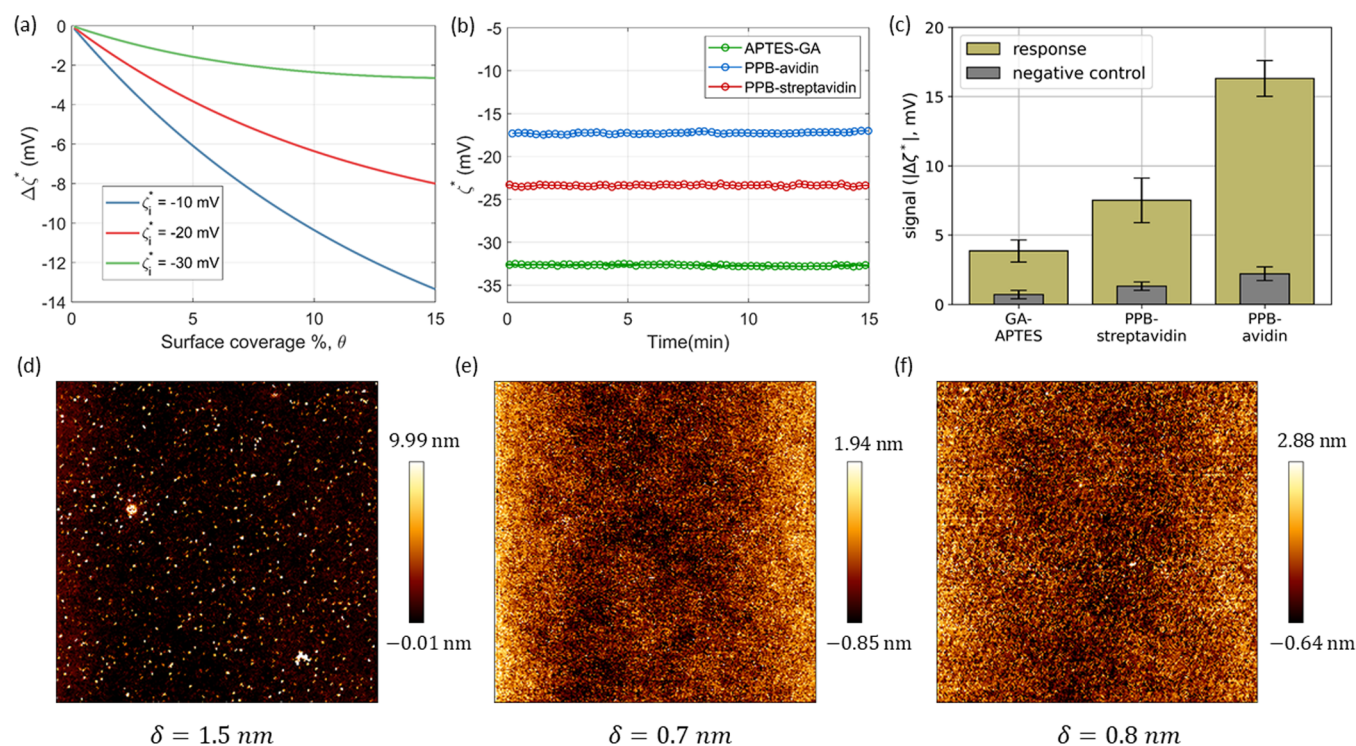 (a)
0
-2
-4
-6
-8
-10
-12
-14
Δζ* (mV)
ζi* = -10 mV
ζi* = -20 mV
ζi* = -30 mV
0 5 10 15
Surface coverage %, θ
(b)
-5
-10
-15
-20
-25
-30
-35
ζ* (mV)
APTES-GA
PPB-avidin
PPB-streptavidin
0 5 10 15
Time(min)
(c)
20
15
10
5
0
signal (|Δζ*|, mV)
response
negative control
GA-
APTES
PPB-
streptavidin
PPB-
avidin
(d)
9.99 nm
−0.01 nm
δ = 1.5 nm
(e)
1.94 nm
−0.85 nm
δ = 0.7 nm
(f)
2.88 nm
−0.64 nm
δ = 0.8 nm